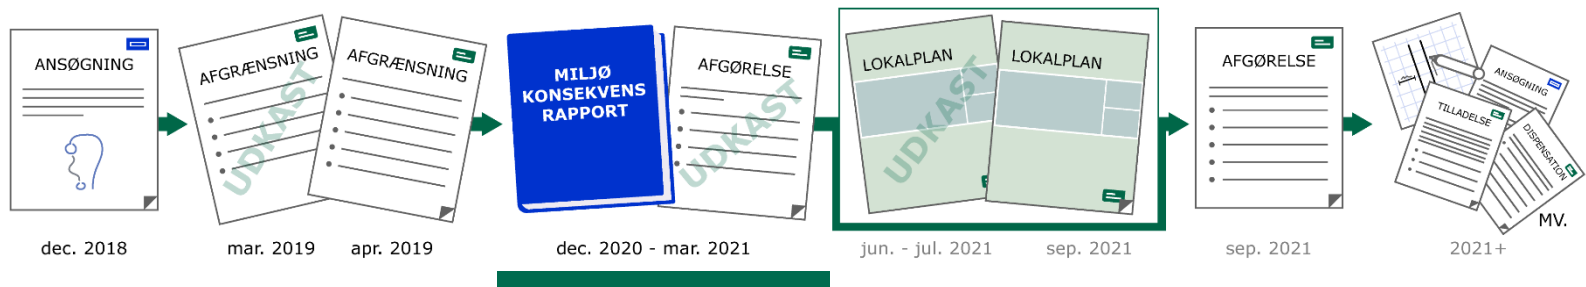 ANSØGNING
dec. 2018
AFGRÆNSNING
UDKAST
mar. 2019
AFGRÆNSNING
apr. 2019
MILJØ
KONSEKVENS
RAPPORT
AFGØRELSE
UDKAST
dec. 2020 - mar. 2021
LOKALPLAN
UDKAST
jun. - jul. 2021
LOKALPLAN
sep. 2021
AFGØRELSE
sep. 2021
ANSØGNING
TILLADELSE
DISPENSATION
MV.
2021+